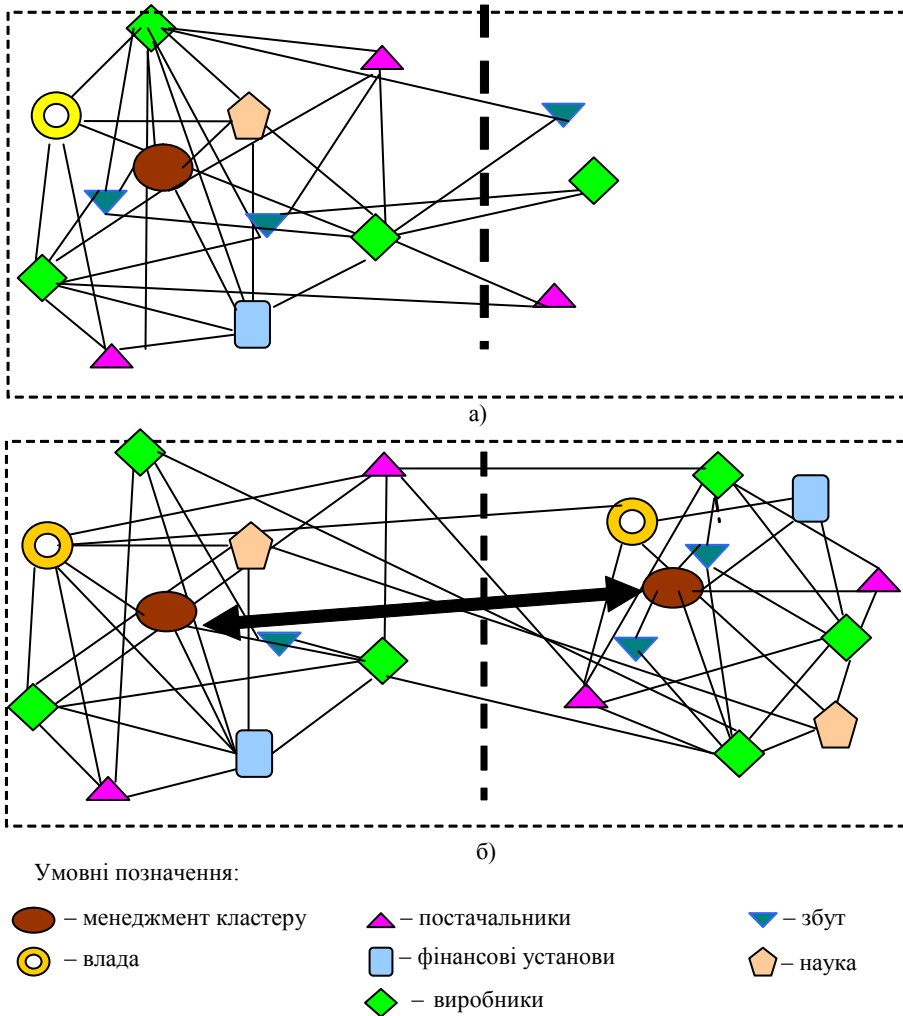 а)
б)
Умовні позначення:
– менеджмент кластеру – постачальники – збут
– влада – фінансові установи – наука
– виробники